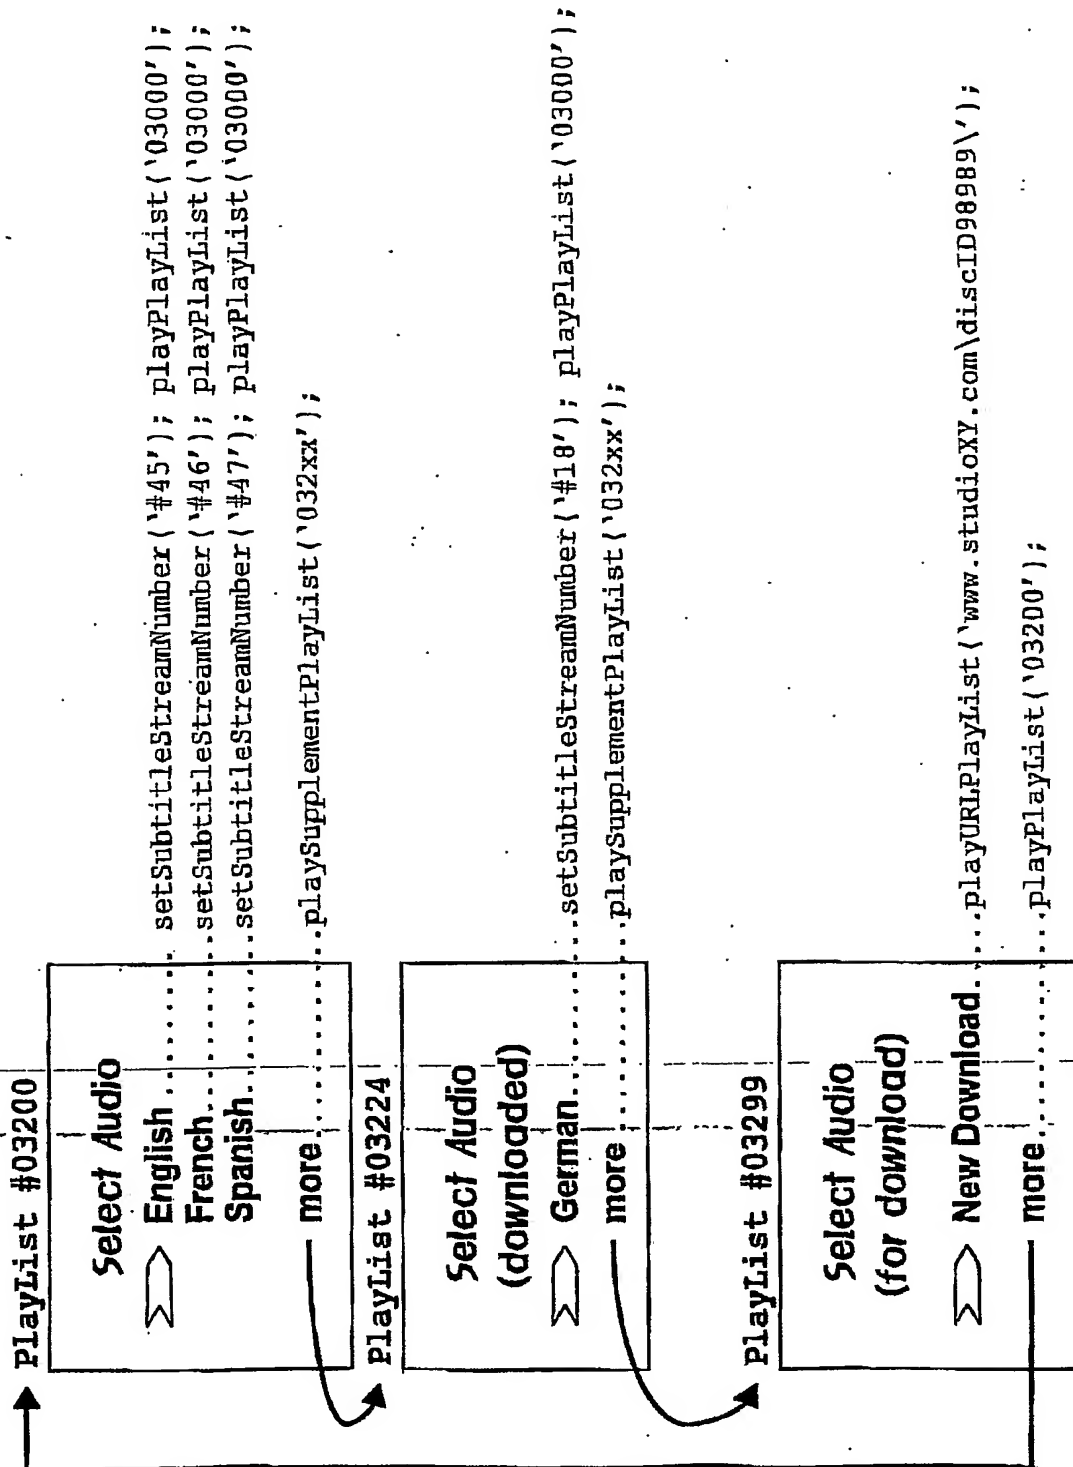 PlayList #03200
Select Audio
English.......... setSubtitleStreamNumber('#45'); playPlayList('03000');
French............setSubtitleStreamNumber('#46'); playPlayList('03000');
Spanish...........setSubtitleStreamNumber('#47'); playPlayList('03000');
more..............playSupplementPlayList('032xx');
PlayList #03224
Select Audio
(downloaded)
German............setSubtitleStreamNumber('#18'); playPlayList('03000');
more..............playSupplementPlayList('032xx');
PlayList #03299
Select Audio
(for download)
New Download......playURLPlayList('www.studioXY.com\discID98989\');
more..............playPlayList('03200');